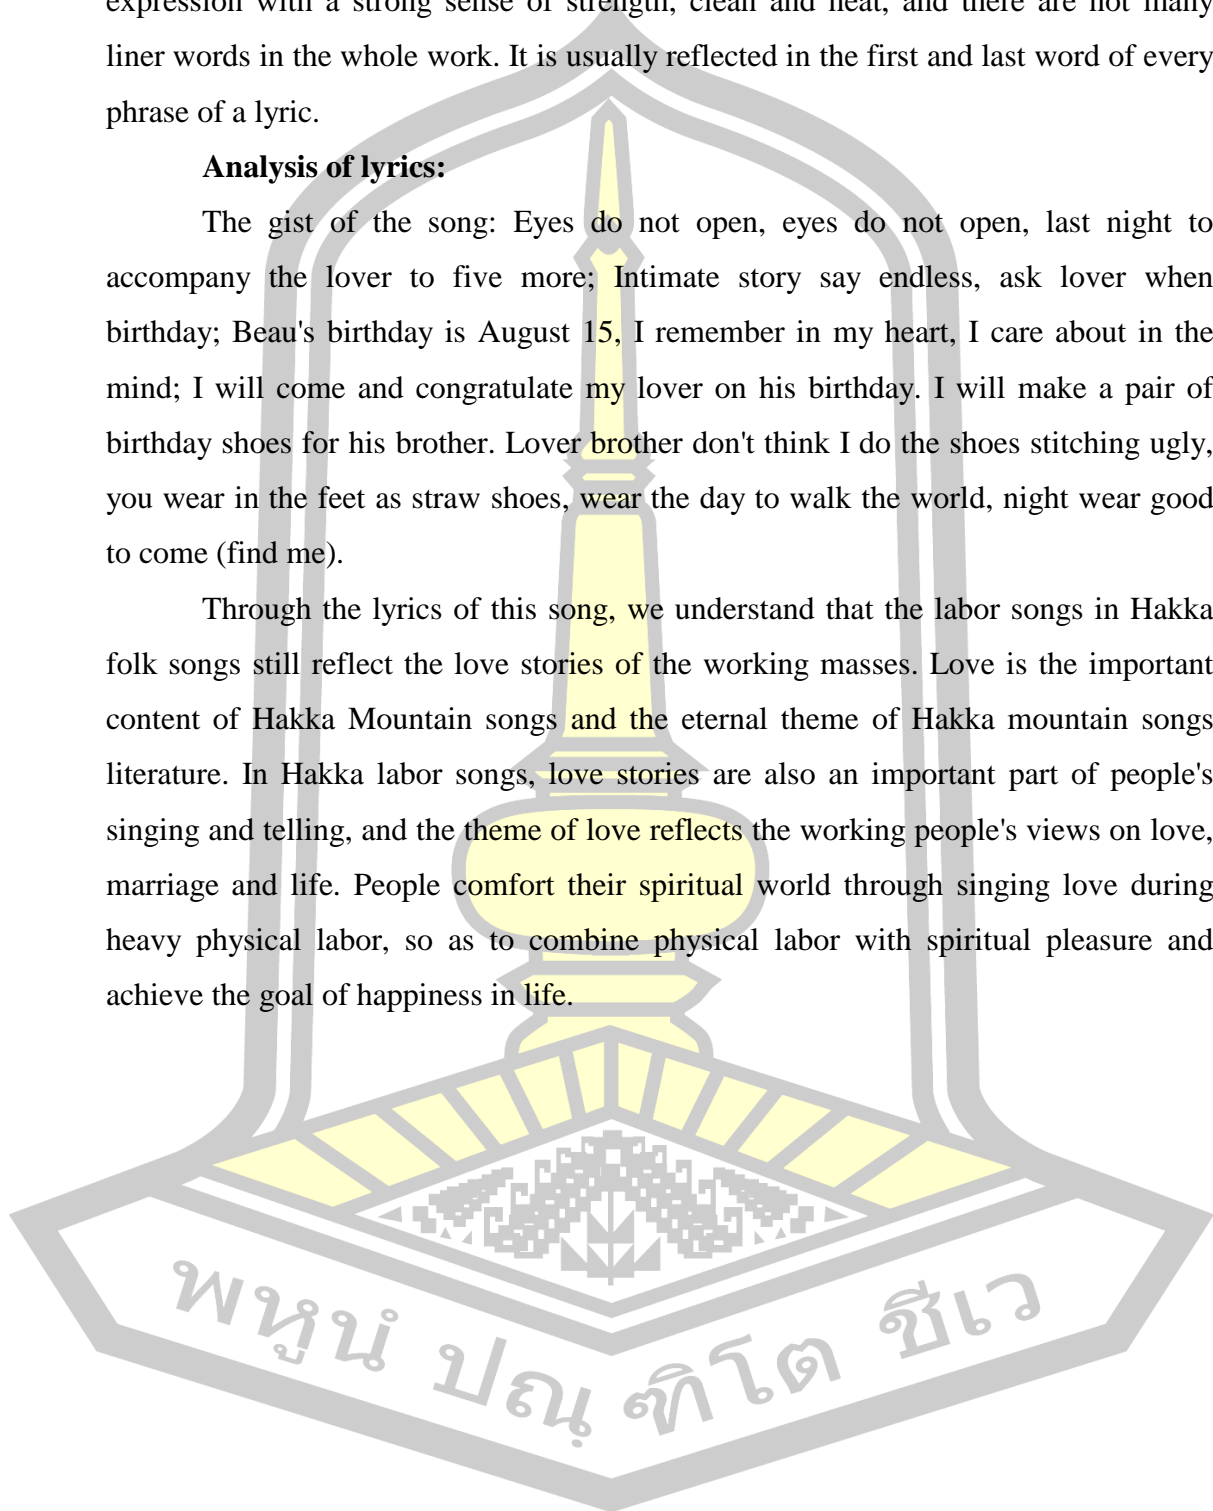 expression with a strong sense of strength, clean and neat, and there are not many
liner words in the whole work. It is usually reflected in the first and last word of every
phrase of a lyric.
Analysis of lyrics:
The gist of the song: Eyes do not open, eyes do not open, last night to
accompany the lover to five more; Intimate story say endless, ask lover when
birthday; Beau's birthday is August 15, I remember in my heart, I care about in the
mind; I will come and congratulate my lover on his birthday. I will make a pair of
birthday shoes for his brother. Lover brother don't think I do the shoes stitching ugly,
you wear in the feet as straw shoes, wear the day to walk the world, night wear good
to come (find me).
Through the lyrics of this song, we understand that the labor songs in Hakka
folk songs still reflect the love stories of the working masses. Love is the important
content of Hakka Mountain songs and the eternal theme of Hakka mountain songs
literature. In Hakka labor songs, love stories are also an important part of people's
singing and telling, and the theme of love reflects the working people's views on love,
marriage and life. People comfort their spiritual world through singing love during
heavy physical labor, so as to combine physical labor with spiritual pleasure and
achieve the goal of happiness in life.
พหูนํ ปณฺฑิโต ชีเว